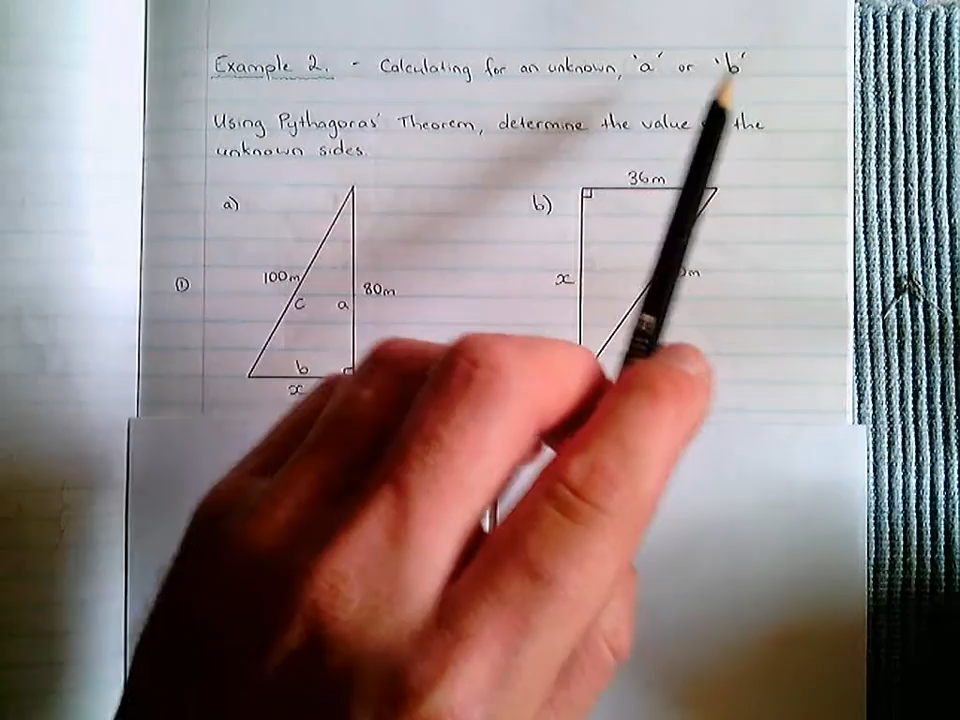 Example 2. - Calculating for an unknown, 'a' or 'b'
Using Pythagoras' Theorem, determine the value the
unknown sides.
a)
100m
c
a
80m
b
x
①
b)
36m
x
m